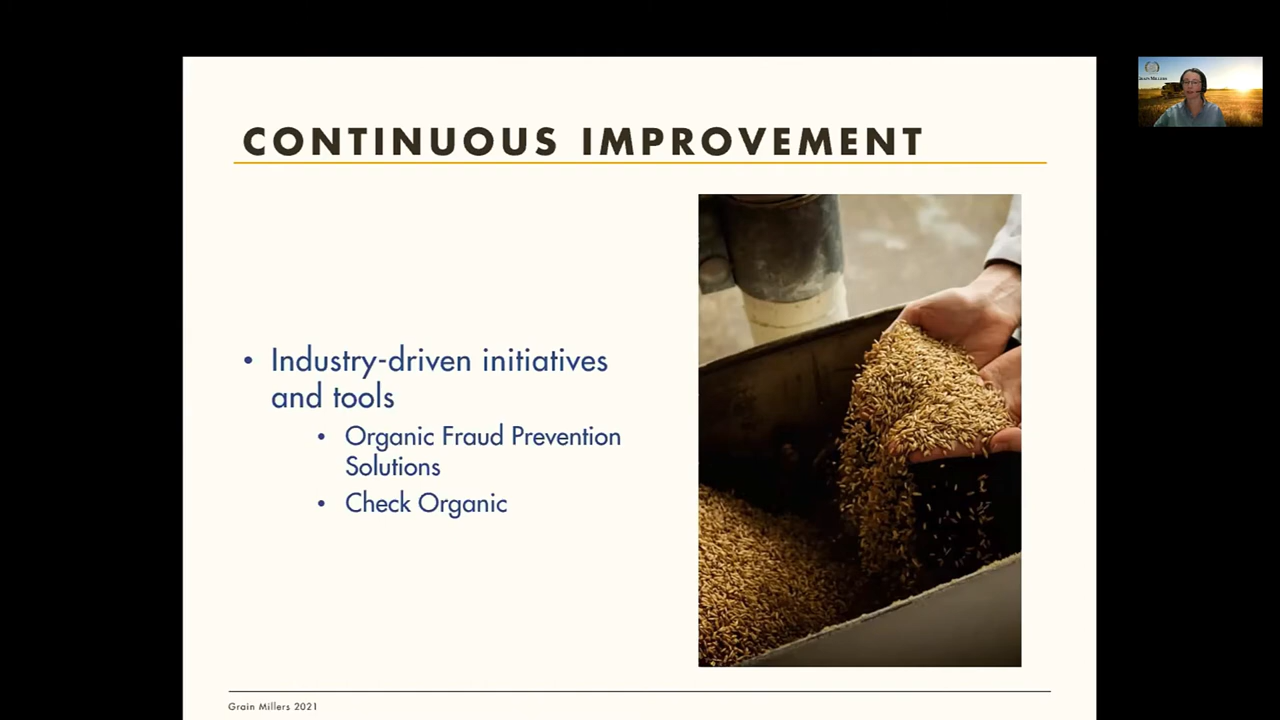 CONTINUOUS IMPROVEMENT
• Industry-driven initiatives
and tools
• Organic Fraud Prevention
Solutions
• Check Organic
Grain Millers 2021